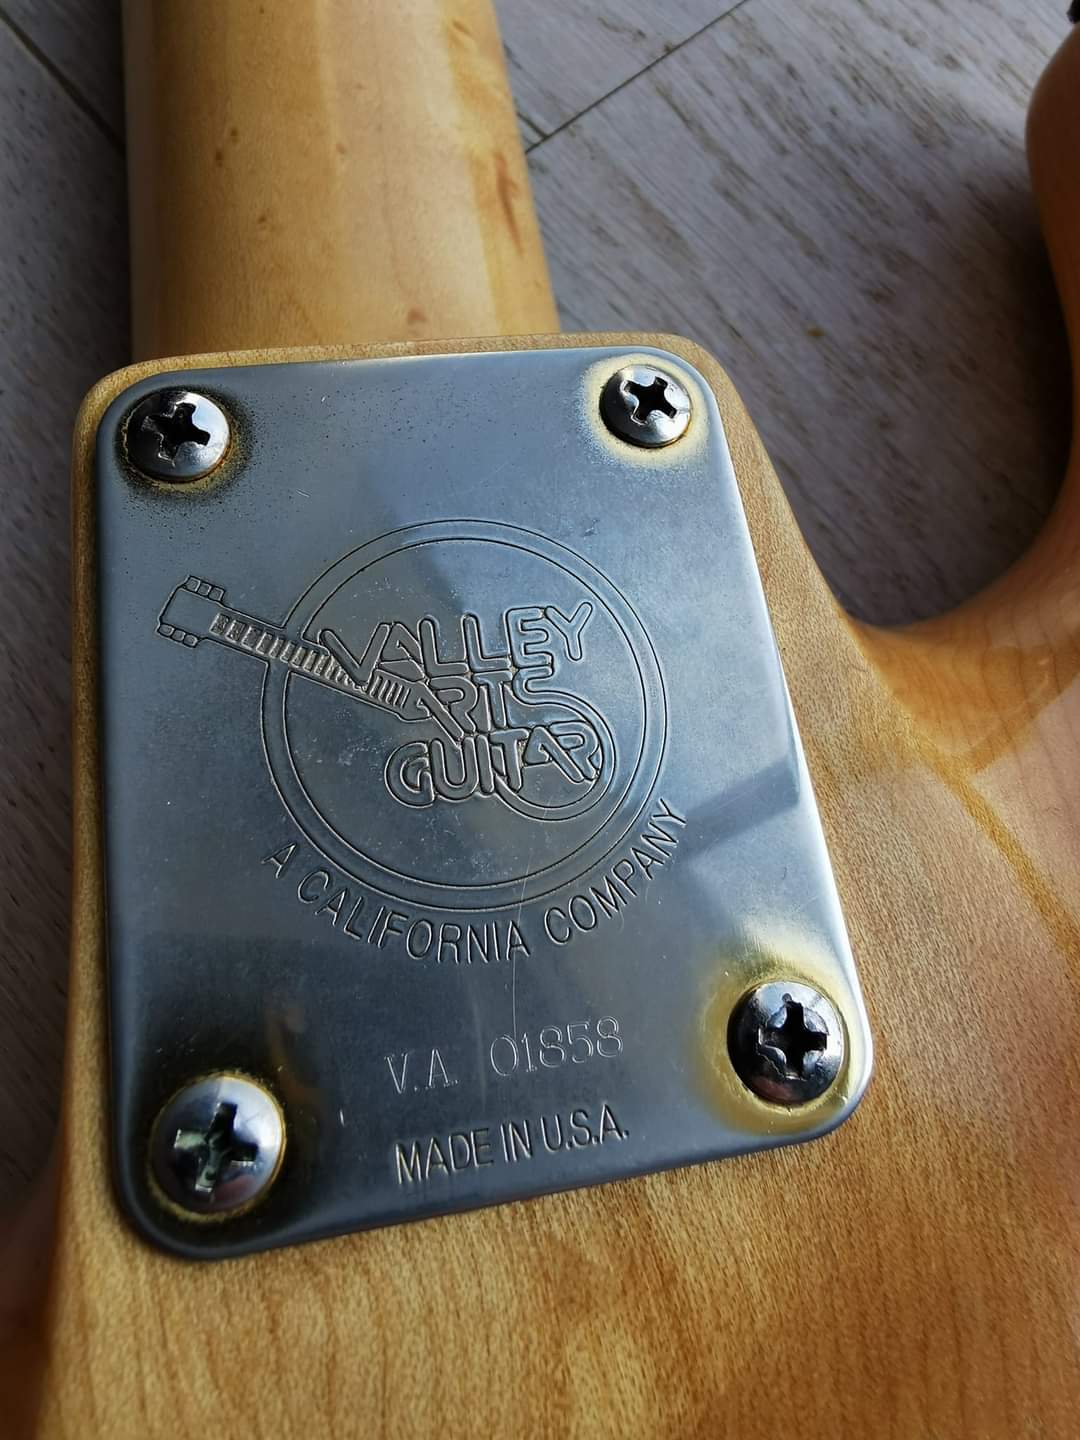 VALLEY
ARTS
GUITAR
A CALIFORNIA COMPANY
V.A. 01858
MADE IN U.S.A.